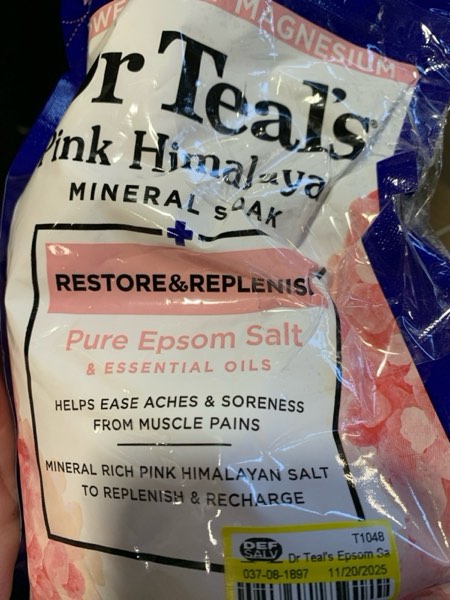 MAGNESIUM
Dr Teal's
Pink Himalaya
MINERAL SOAK
RESTORE&REPLENIS
Pure Epsom Salt
& ESSENTIAL OILS
HELPS EASE ACHES & SORENESS
FROM MUSCLE PAINS
MINERAL RICH PINK HIMALAYAN SALT
TO REPLENISH & RECHARGE
T1048
DEF
SALV
Dr Teal's Epsom Sa
037-08-1897 11/20/2025